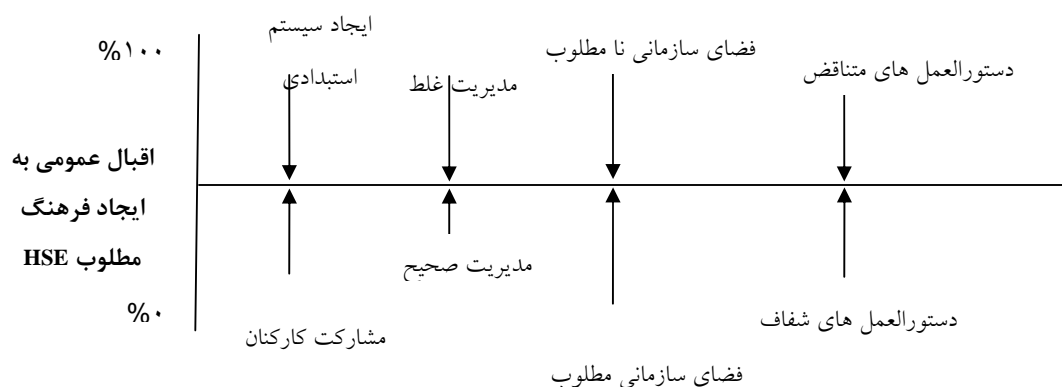 %۱۰۰
ایجاد سیستم
استبدادی
مدیریت غلط
فضای سازمانی نا مطلوب
دستورالعمل های متناقض
اقبال عمومی به
ایجاد فرهنگ
مطلوب HSE
%۰
مشارکت کارکنان
مدیریت صحیح
فضای سازمانی مطلوب
دستورالعمل های شفاف